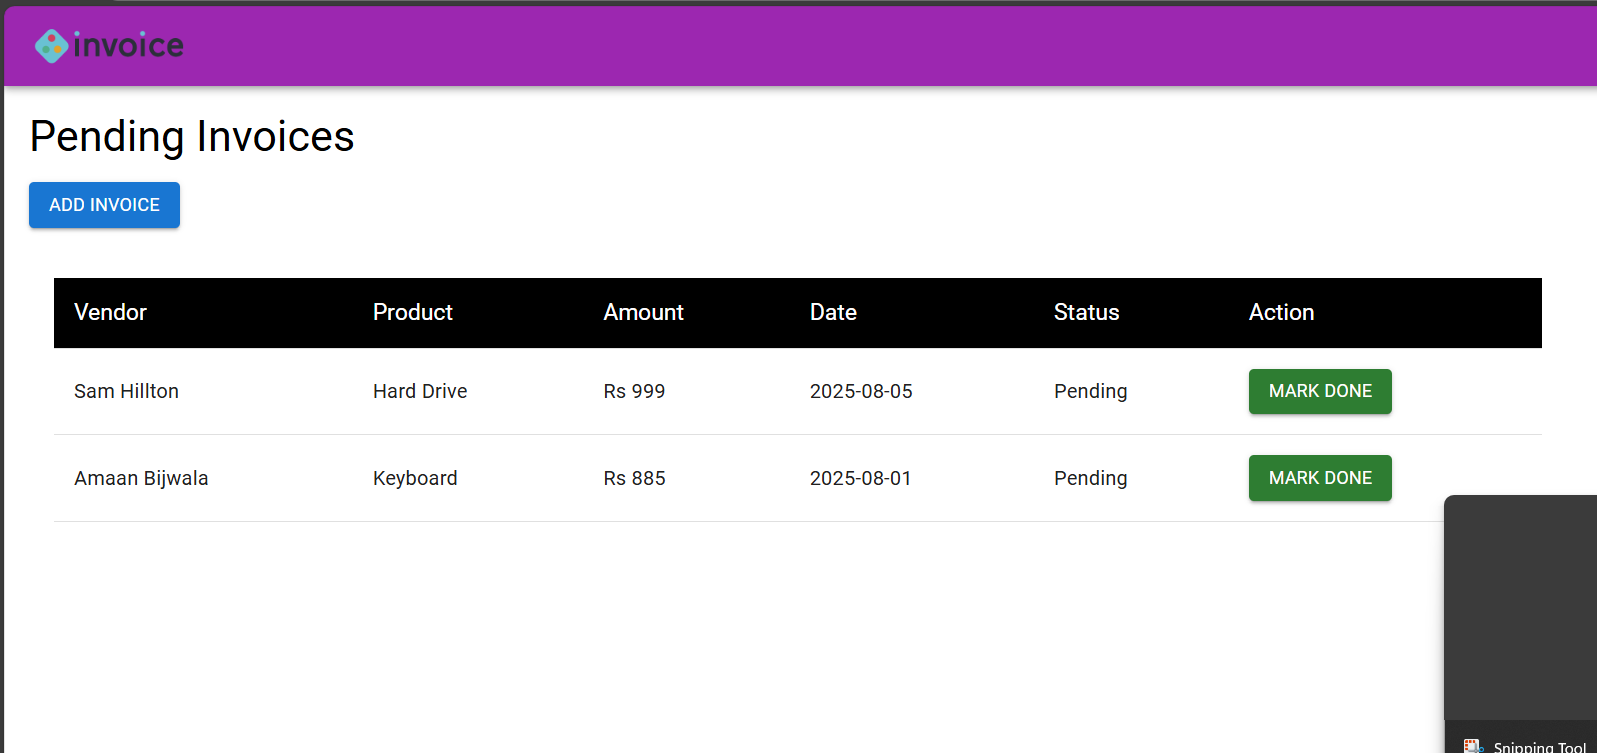 invoice
Pending Invoices
ADD INVOICE
Vendor Product Amount Date Status Action
Sam Hillton Hard Drive Rs 999 2025-08-05 Pending MARK DONE
Amaan Bijwala Keyboard Rs 885 2025-08-01 Pending MARK DONE
Snipping Tool